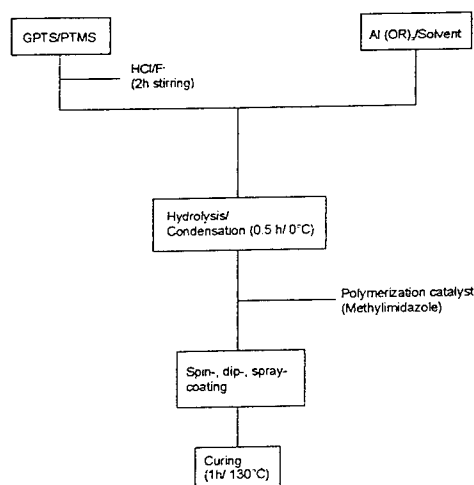 GPTS/PTMS
Al (OR)₃/Solvent
HCl/F⁻
(2h stirring)
Hydrolysis/
Condensation (0.5 h/ 0°C)
Polymerization catalyst
(Methylimidazole)
Spin-, dip-, spray-
coating
Curing
(1h/ 130°C)